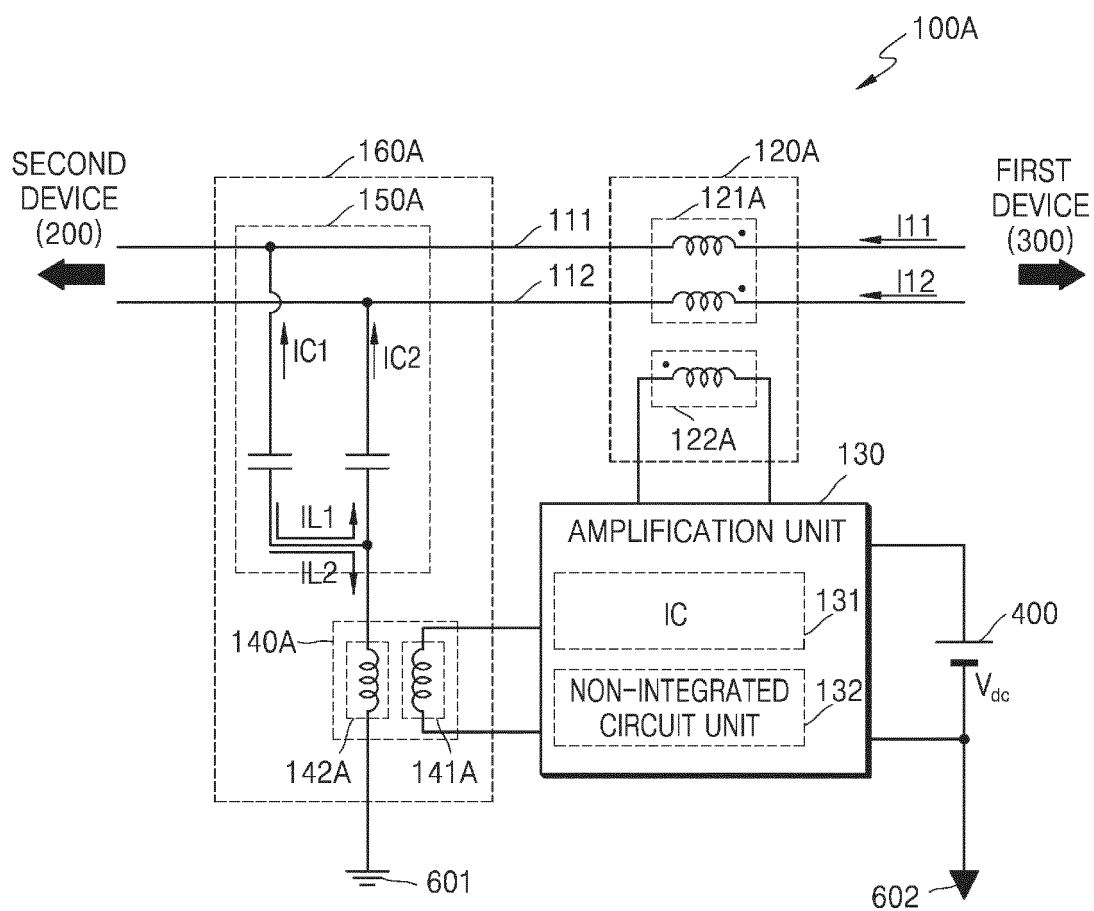 100A
160A
120A
SECOND
DEVICE
(200)
FIRST
DEVICE
(300)
150A
121A
111
I11
112
I12
IC1
IC2
122A
130
AMPLIFICATION UNIT
IL1
IL2
IC
131
140A
400
NON-INTEGRATED
CIRCUIT UNIT
132
Vdc
142A
141A
601
602